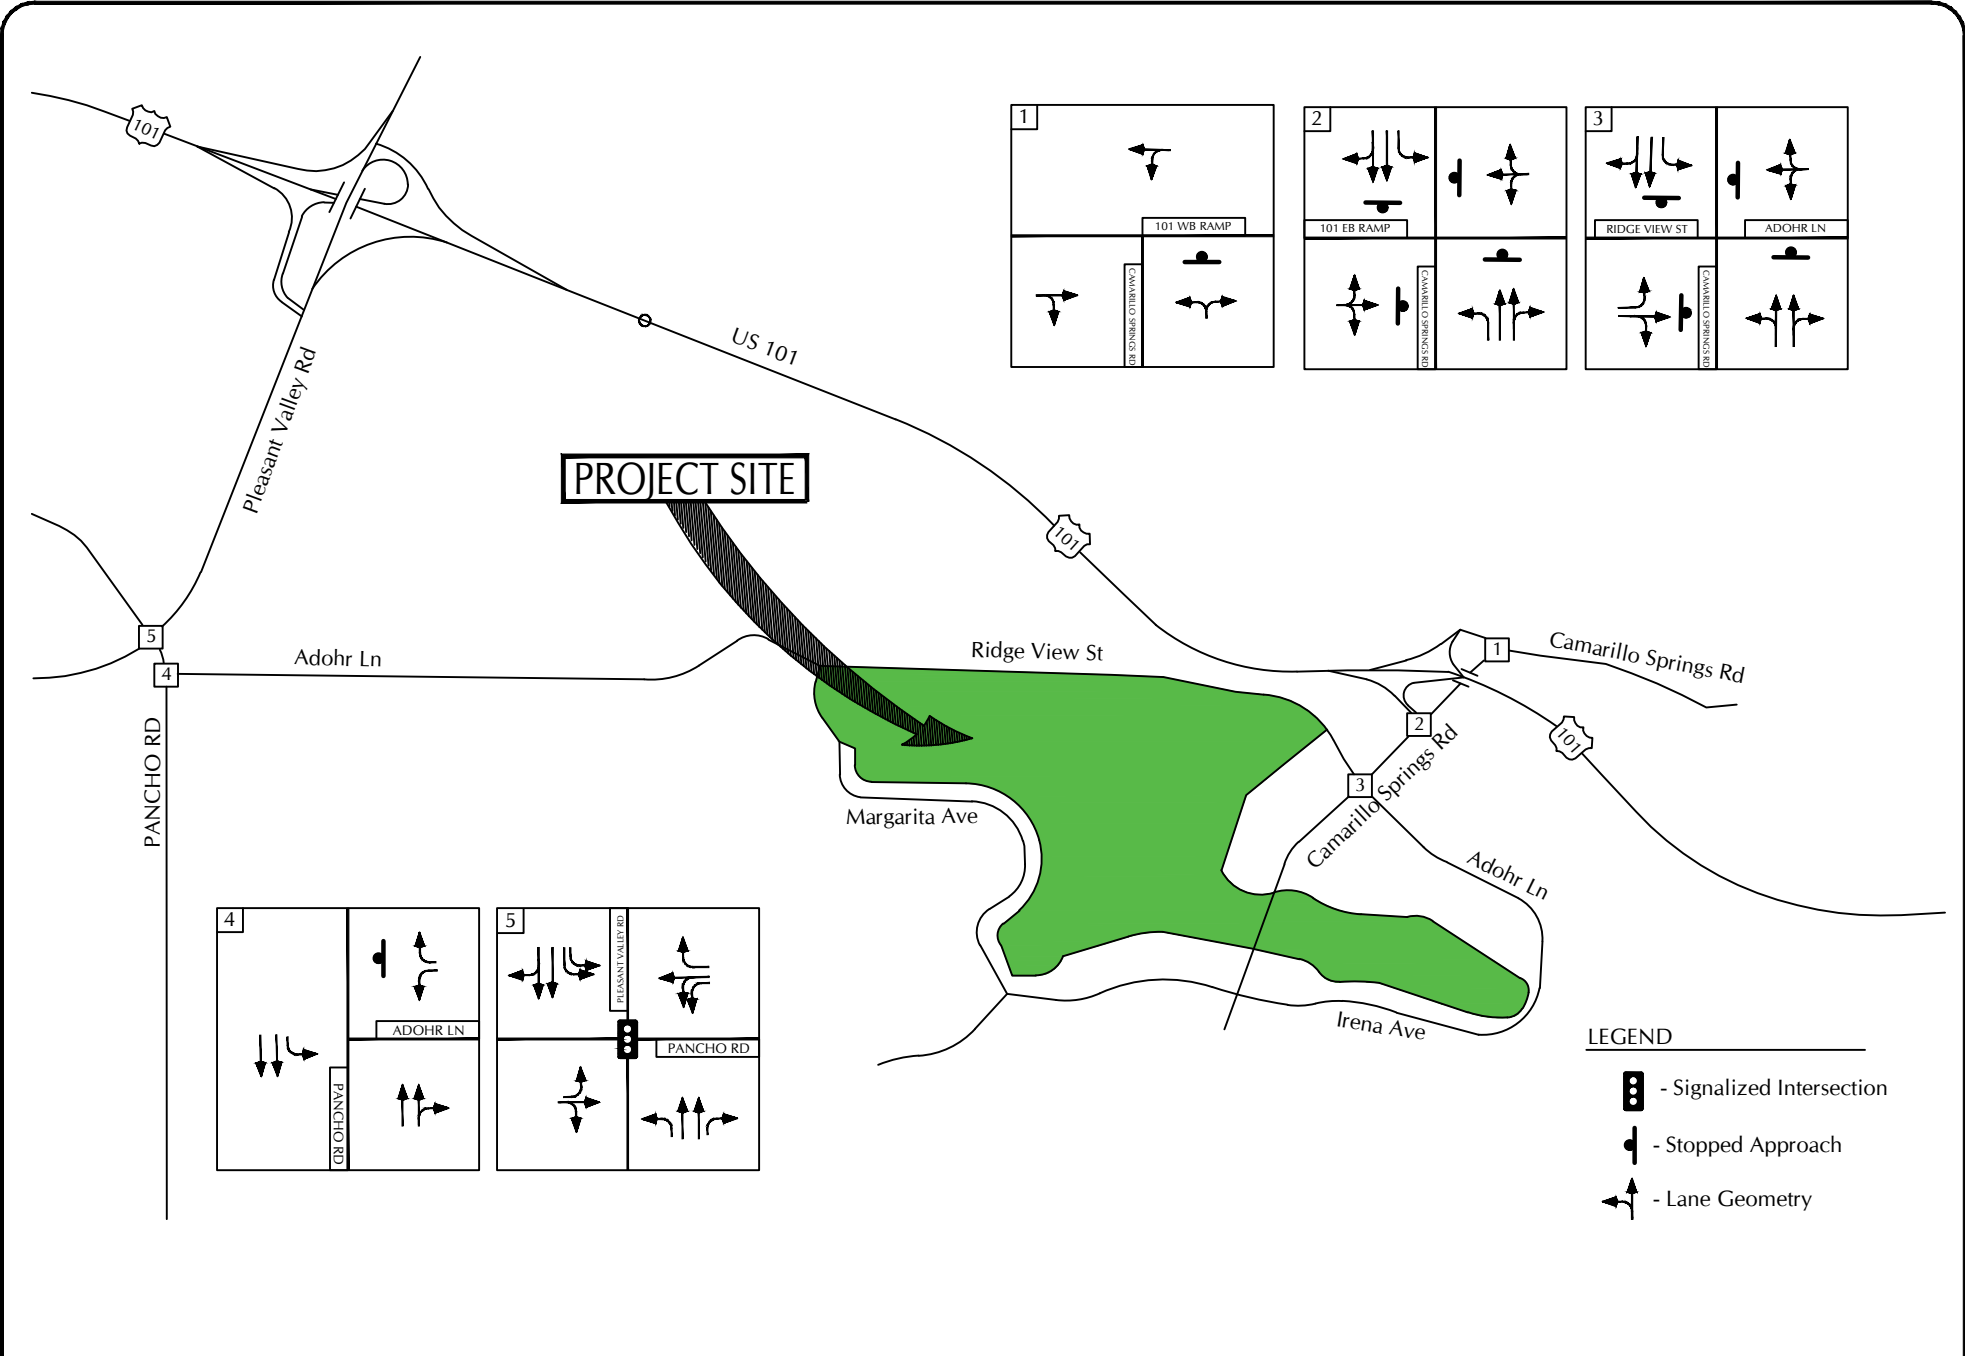 101
1
101 WB RAMP
CAMARILLO SPRINGS RD
2
101 EB RAMP
CAMARILLO SPRINGS RD
3
RIDGE VIEW ST
ADOHR LN
CAMARILLO SPRINGS RD
US 101
Pleasant Valley Rd
PROJECT SITE
101
5
4
Adohr Ln
Ridge View St
1
Camarillo Springs Rd
2
101
3
Camarillo Springs Rd
PANCHO RD
Margarita Ave
Adohr Ln
Irena Ave
4
ADOHR LN
PANCHO RD
5
PLEASANT VALLEY RD
PANCHO RD
LEGEND
- Signalized Intersection
- Stopped Approach
- Lane Geometry